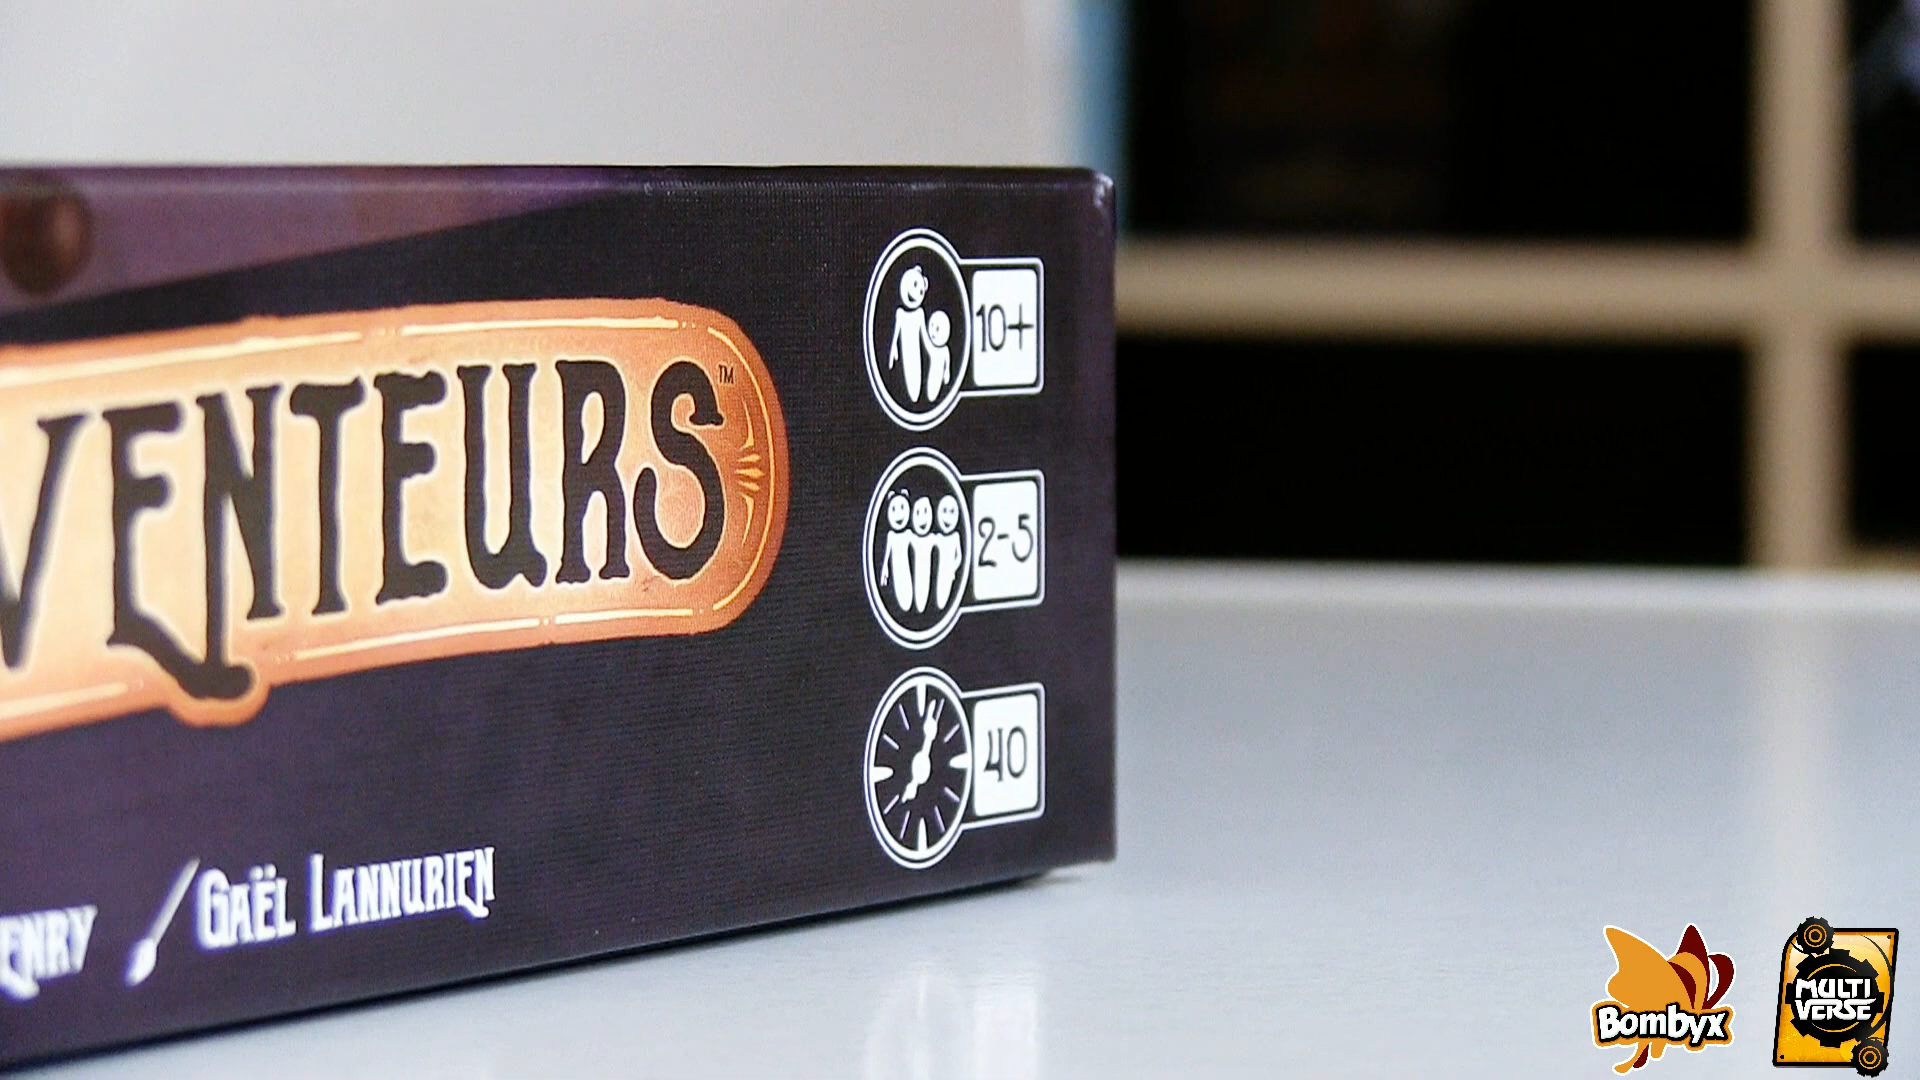 VENTEURS™
10+
2-5
40
ENRY
GAËL LANNURIEN
Bombyx
MULTI
VERSE